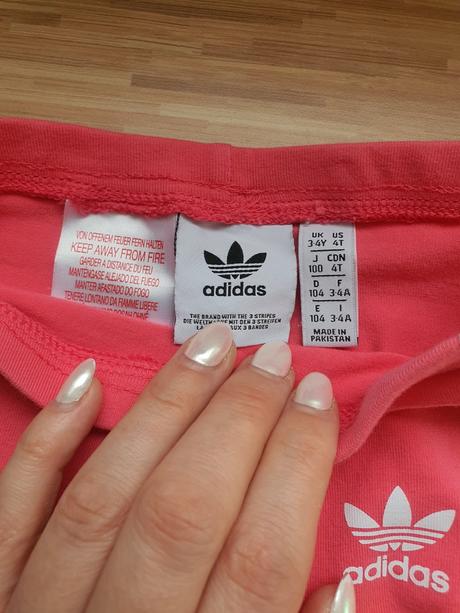 VON OFFENEM FEUER FERN HALTEN
KEEP AWAY FROM FIRE
GARDER A DISTANCE DU FEU
MANTENGASE ALEJADO DEL FUEGO
MANTER AFASTADO DO FOGO
TENERE LONTANO DA FIAMME LIBERE
adidas
THE BRAND WITH THE 3 STRIPES
DIE WELTMARKE MIT DEN 3 STREIFEN
LA BANDES
UK US
3-4Y 4T
J CDN
100 4T
D F
104 3-4A
E I
104 3-4A
MADE IN
PAKISTAN
adidas